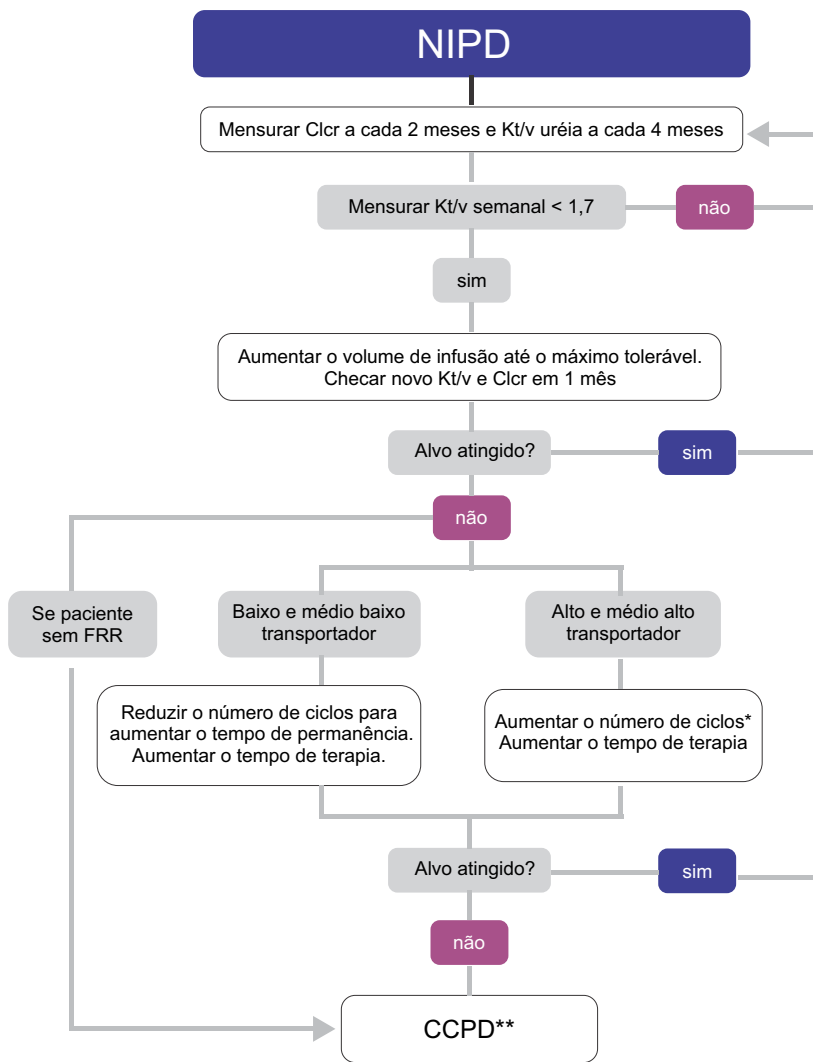 NIPD
Mensurar Clcr a cada 2 meses e Kt/v uréia a cada 4 meses
Mensurar Kt/v semanal < 1,7
não
sim
Aumentar o volume de infusão até o máximo tolerável.
Checar novo Kt/v e Clcr em 1 mês
Alvo atingido?
sim
não
Se paciente
sem FRR
Baixo e médio baixo
transportador
Alto e médio alto
transportador
Reduzir o número de ciclos para
aumentar o tempo de permanência.
Aumentar o tempo de terapia.
Aumentar o número de ciclos*
Aumentar o tempo de terapia
Alvo atingido?
sim
não
CCPD**